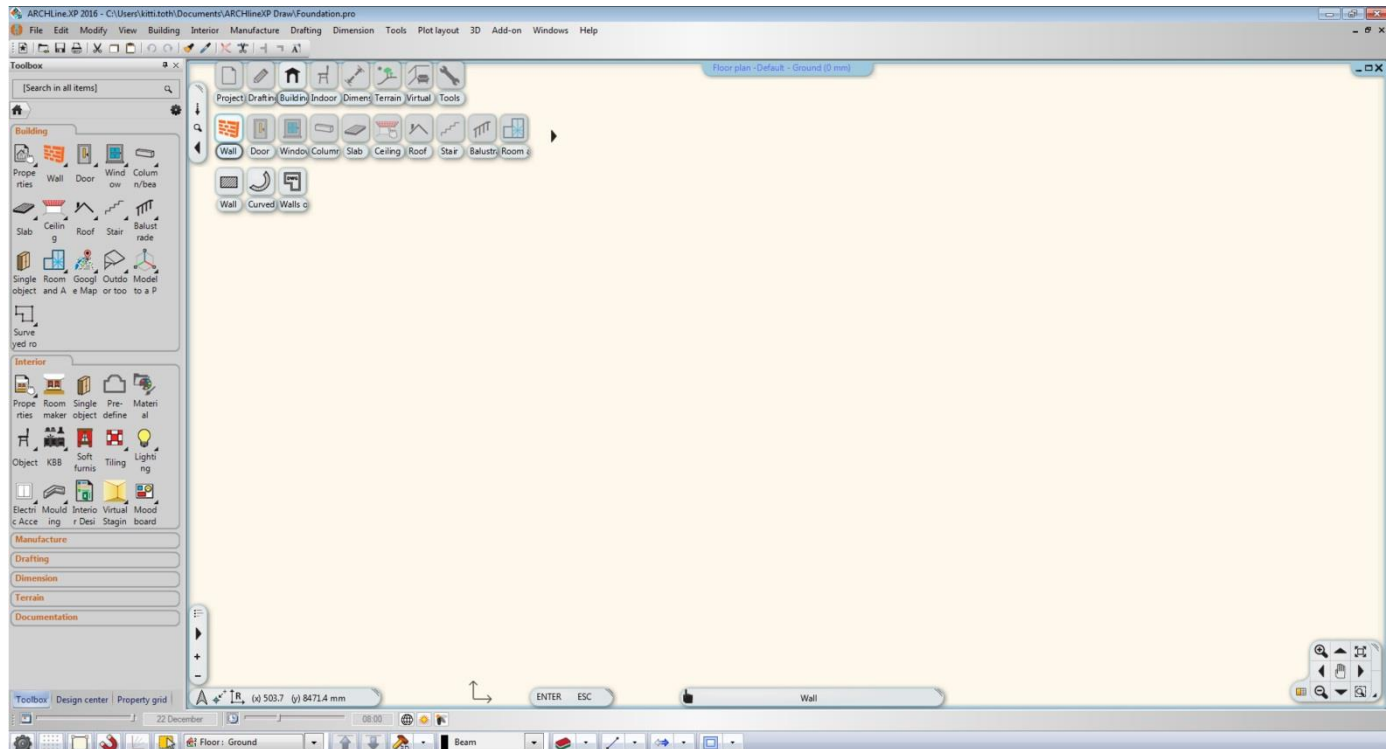 ARCHLine.XP 2016 - C:\Users\kitti.toth\Documents\ARCHlineXP Draw\Foundation.pro
File Edit Modify View Building Interior Manufacture Drafting Dimension Tools Plot layout 3D Add-on Windows Help
Toolbox
[Search in all items]
Building
Prope Wall Door Wind Colum
rties ow n/bea
Slab Ceilin Roof Stair Balust
g rade
Single Room Googl Outdo Model
object and A e Map or too to a P
Surve
yed ro
Interior
Prope Room Single Pre- Materi
rties maker object define al
Object KBB Soft Tiling Lighti
furnis ng
Electri Mould Interio Virtual Mood
c Acce ing r Desi Stagin board
Manufacture
Drafting
Dimension
Terrain
Documentation
Toolbox Design center Property grid
Floor plan -Default - Ground (0 mm)
Project Draftin Buildin Indoor Dimens Terrain Virtual Tools
Wall Door Windo Column Slab Ceiling Roof Stair Balustr Room a
DWG
Wall Curved Walls o
(x) 503.7 (y) 8471.4 mm
ENTER ESC
Wall
22 December 08:00
Floor: Ground Beam